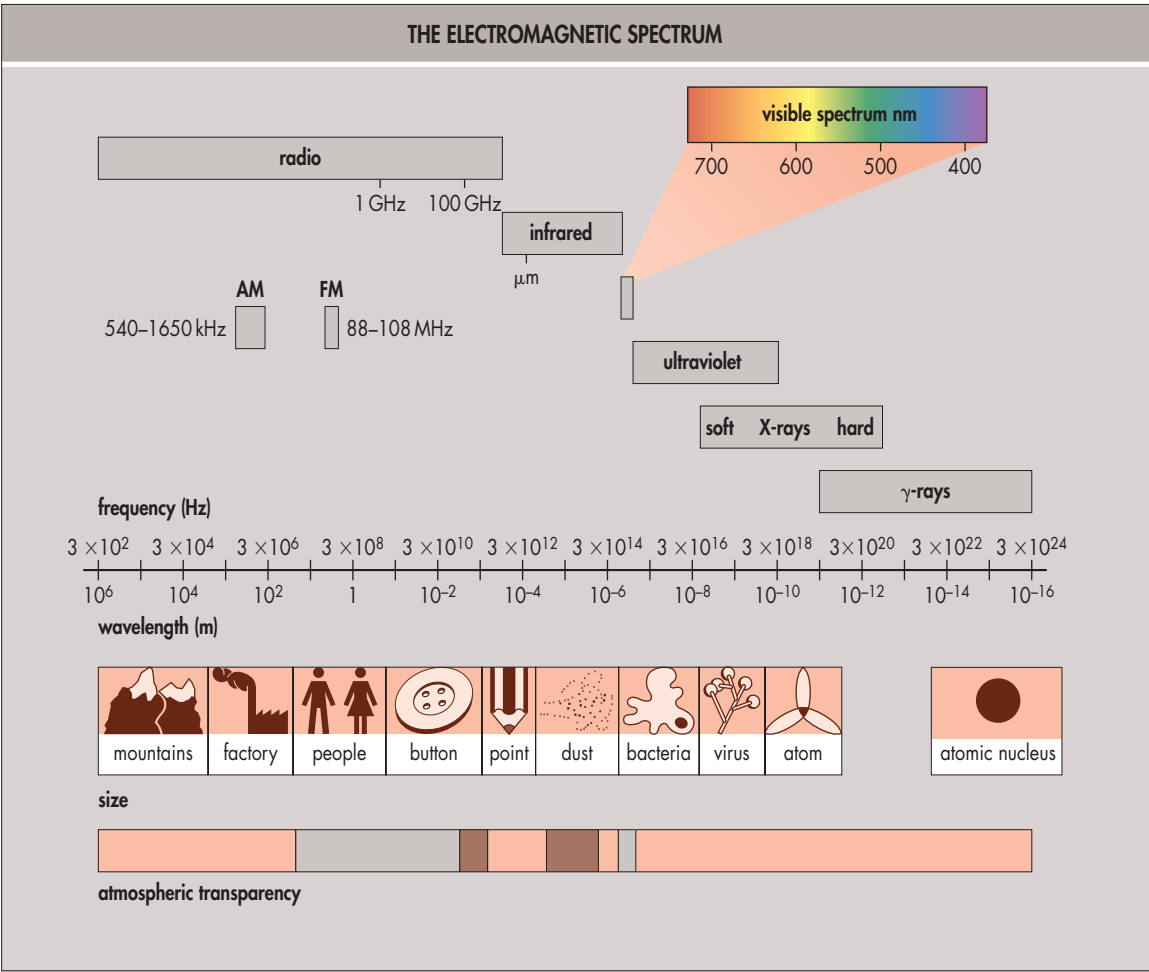 THE ELECTROMAGNETIC SPECTRUM
visible spectrum nm
700 600 500 400
radio
1 GHz 100 GHz
infrared
μm
AM FM
540–1650 kHz 88–108 MHz
ultraviolet
soft X-rays hard
γ-rays
frequency (Hz)
3 ×10² 3 ×10⁴ 3 ×10⁶ 3 ×10⁸ 3 ×10¹⁰ 3 ×10¹² 3 ×10¹⁴ 3 ×10¹⁶ 3 ×10¹⁸ 3×10²⁰ 3 ×10²² 3 ×10²⁴
10⁶ 10⁴ 10² 1 10⁻² 10⁻⁴ 10⁻⁶ 10⁻⁸ 10⁻¹⁰ 10⁻¹² 10⁻¹⁴ 10⁻¹⁶
wavelength (m)
mountains factory people button point dust bacteria virus atom atomic nucleus
size
atmospheric transparency